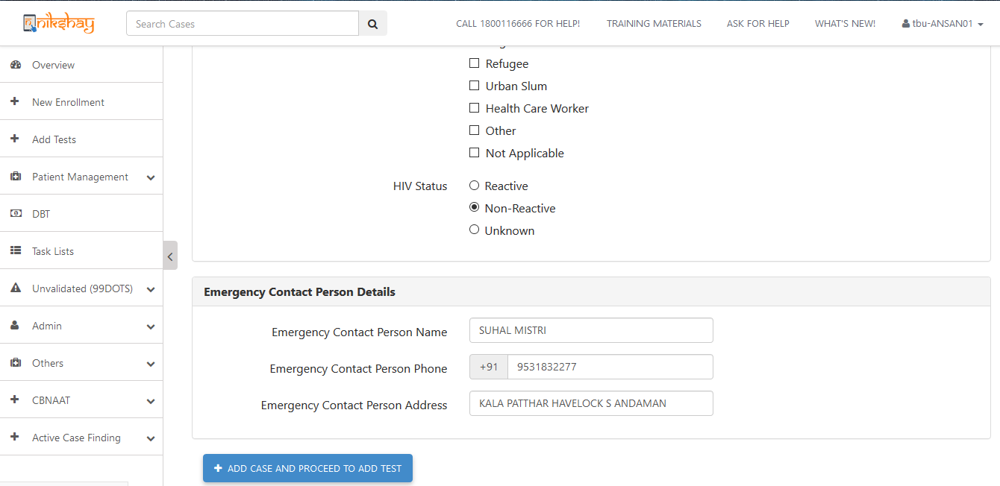 nikshay
Search Cases
CALL 1800116666 FOR HELP!
TRAINING MATERIALS
ASK FOR HELP
WHAT'S NEW!
tbu-ANSAN01
Overview
New Enrollment
Add Tests
Patient Management
DBT
Task Lists
Unvalidated (99DOTS)
Admin
Others
CBNAAT
Active Case Finding
Refugee
Urban Slum
Health Care Worker
Other
Not Applicable
HIV Status
Reactive
Non-Reactive
Unknown
Emergency Contact Person Details
Emergency Contact Person Name SUHAL MISTRI
Emergency Contact Person Phone +91 9531832277
Emergency Contact Person Address KALA PATTHAR HAVELOCK S ANDAMAN
ADD CASE AND PROCEED TO ADD TEST